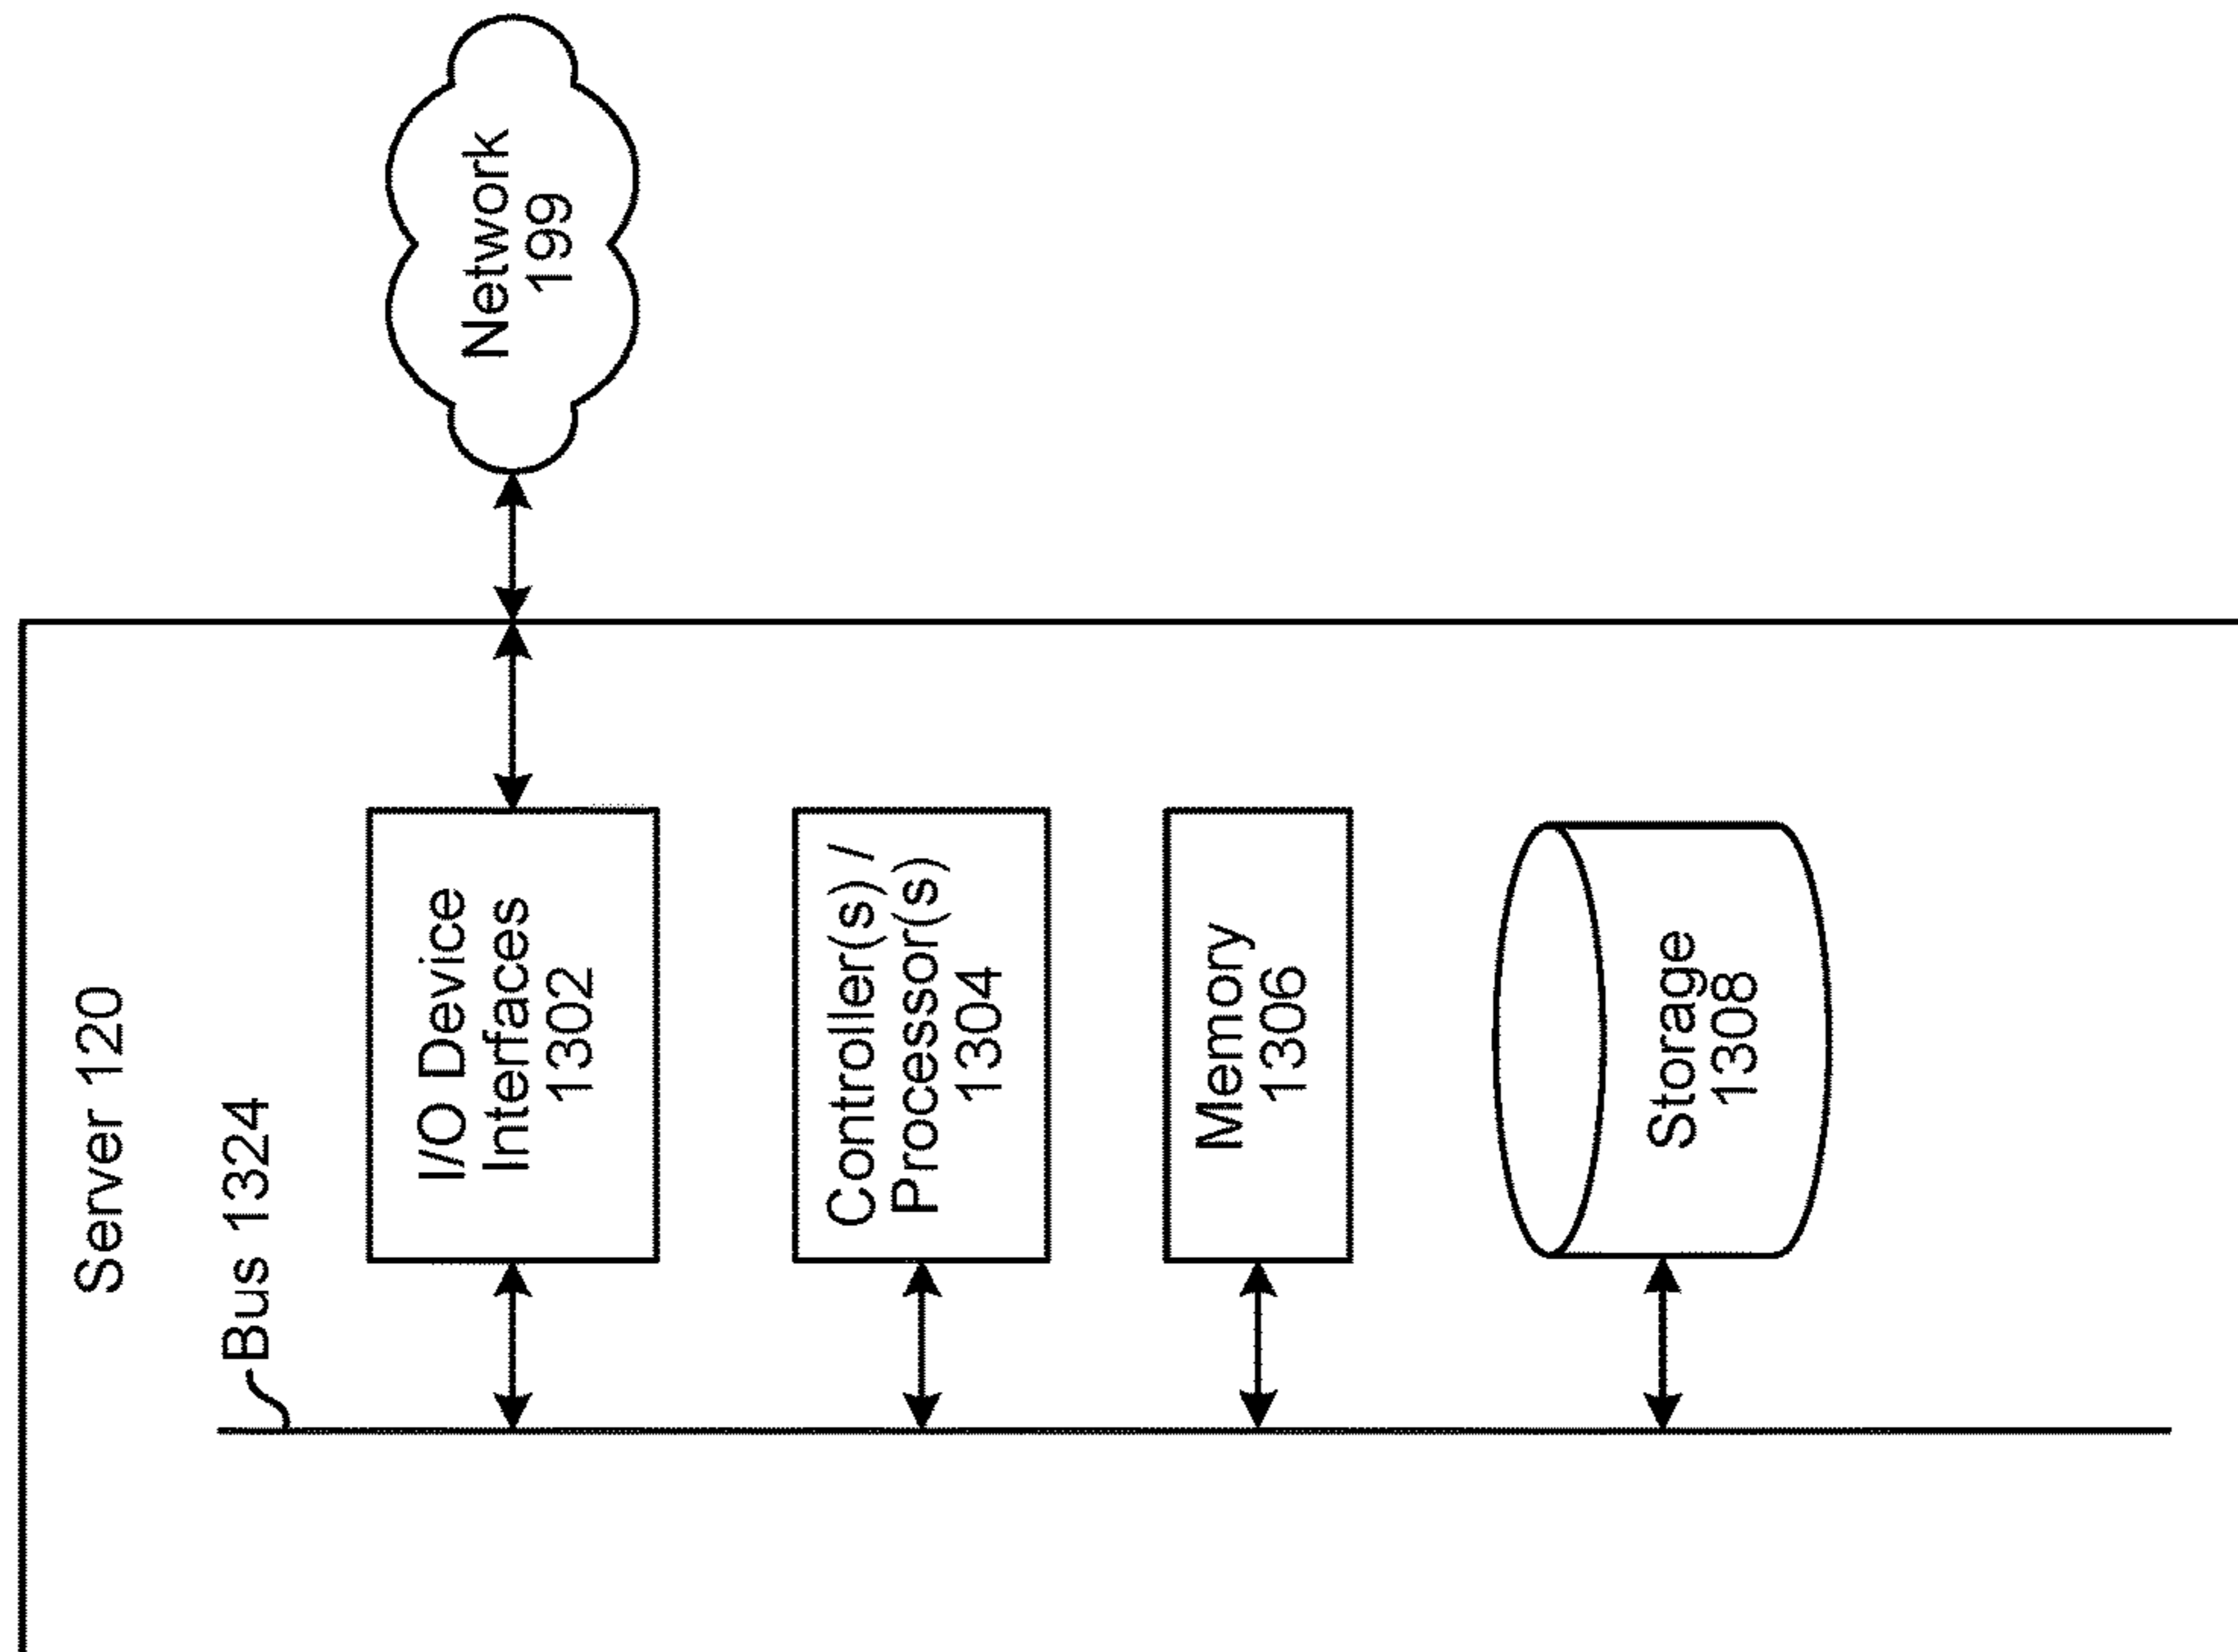 Server 120
Bus 1324
I/O Device
Interfaces
1302
Network
199
Controller(s) /
Processor(s)
1304
Memory
1306
Storage
1308